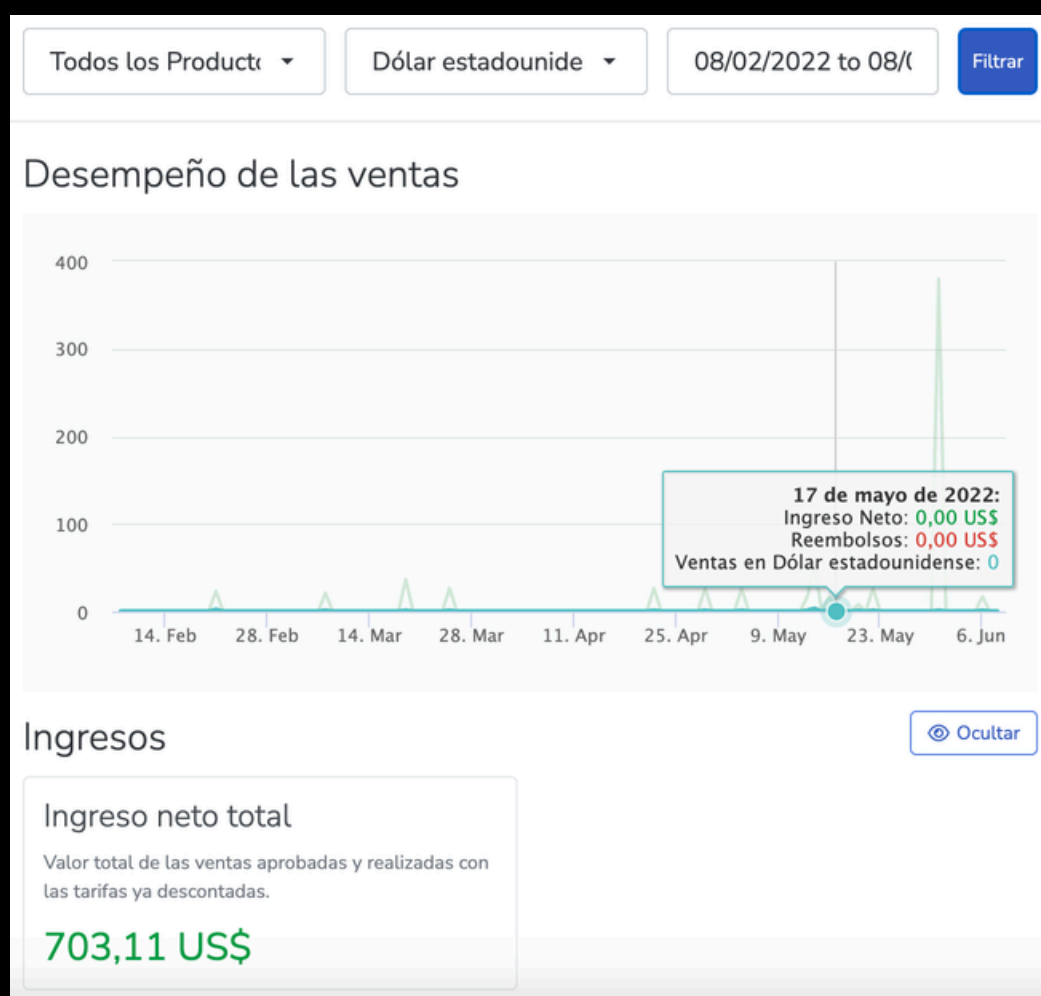 Todos los Product
Dólar estadounide
08/02/2022 to 08/
Filtrar
Desempeño de las ventas
400
300
200
100
0
17 de mayo de 2022:
Ingreso Neto: 0,00 US$
Reembolsos: 0,00 US$
Ventas en Dólar estadounidense: 0
14. Feb 28. Feb 14. Mar 28. Mar 11. Apr 25. Apr 9. May 23. May 6. Jun
Ingresos
Ocultar
Ingreso neto total
Valor total de las ventas aprobadas y realizadas con
las tarifas ya descontadas.
703,11 US$